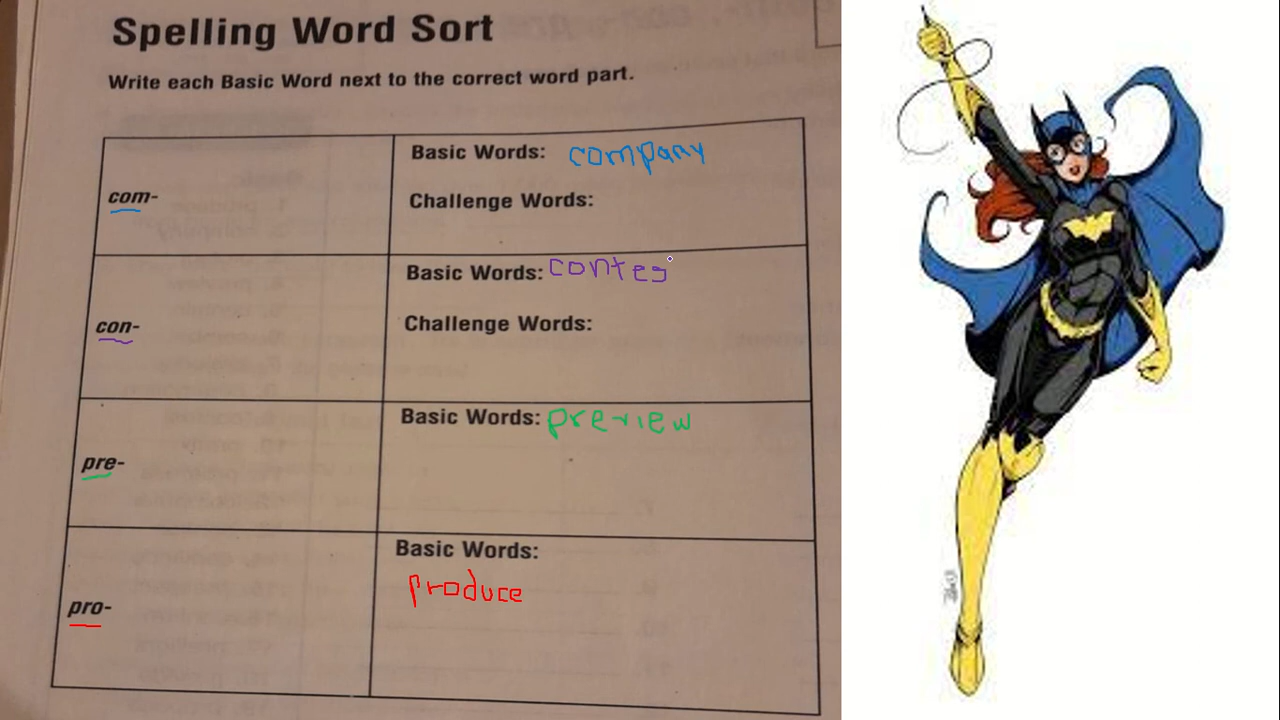 Spelling Word Sort
Write each Basic Word next to the correct word part.
com-
Basic Words: company
Challenge Words:
con-
Basic Words: contes
Challenge Words:
pre-
Basic Words: preview
pro-
Basic Words:
produce